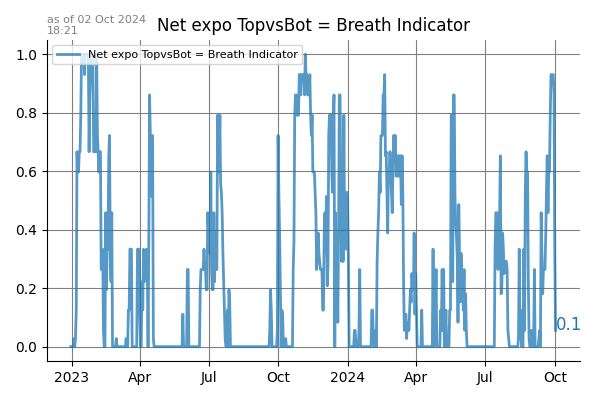 as of 02 Oct 2024
18:21
Net expo TopvsBot = Breath Indicator
Net expo TopvsBot = Breath Indicator
1.0
0.8
0.6
0.4
0.2
0.0
0.1
2023
Apr
Jul
Oct
2024
Apr
Jul
Oct